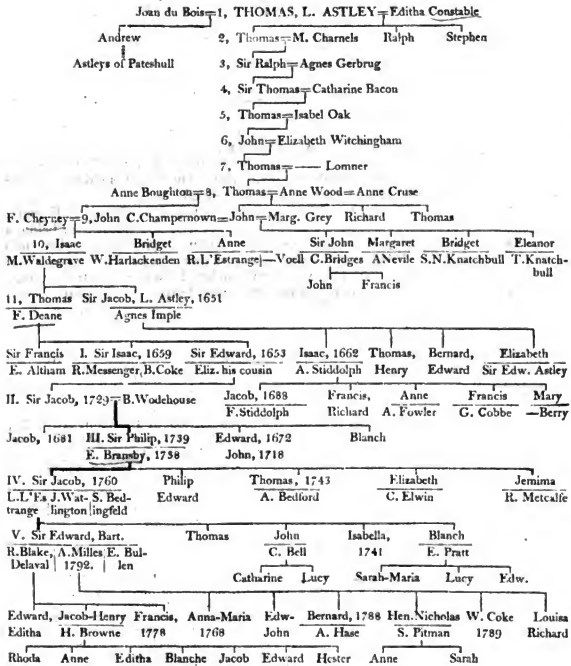 Joan du Bois=1, THOMAS, L. ASTLEY=Editha Constable
Andrew 2, Thomas=M. Charnels Ralph Stephen
Astleys of Pateshull 3, Sir Ralph=Agnes Gerbrug
4, Sir Thomas=Catharine Bacon
5, Thomas=Isabel Oak
6, John=Elizabeth Witchingham
7, Thomas=—— Lomner
Anne Boughton=8, Thomas=Anne Wood=Anne Cruse
F. Cheyney=9, John C. Champernown=John=Marg. Grey Richard Thomas
10, Isaac Bridget Anne Sir John Margaret Bridget Eleanor
M. Waldegrave W. Harlackenden R. L'Estrange|—Voell C. Bridges A Nevile S. N. Knatchbull T. Knatch-
bull
John Francis
11, Thomas Sir Jacob, L. Astley, 1651
F. Deane Agnes Imple
Sir Francis I. Sir Isaac, 1659 Sir Edward, 1653 Isaac, 1662 Thomas, Bernard, Elizabeth
E. Altham R. Messenger, B. Coke Eliz. his cousin A. Stiddolph Henry Edward Sir Edw. Astley
II. Sir Jacob, 1729=B. Wodehouse Jacob, 1688 Francis, Anne Francis Mary
F. Stiddolph Richard A. Fowler G. Cobbe —Berry
Jacob, 1681 III. Sir Philip, 1739 Edward, 1672 Blanch
E. Bransby, 1738 John, 1718
IV. Sir Jacob, 1760 Philip Thomas, 1743 Elizabeth Jemima
L. L'Es J. Wat- S. Bed- Edward A. Bedford C. Elwin R. Metcalfe
trange |lington |ingfeld
V. Sir Edward, Bart. Thomas John Isabella, Blanch
R. Blake, A. Milles E. Bul- C. Bell 1741 E. Pratt
Delaval | 1792. | len
Catharine Lucy Sarah-Maria Lucy Edw.
Edward, Jacob-Henry Francis, Anna-Maria Edw- Bernard, 1788 Hen. Nicholas W. Coke Louisa
Editha H. Browne 1778 1768 John A. Hase S. Pitman 1789 Richard
Rhoda Anne Editha Blanche Jacob Edward Hester Anne Sarah